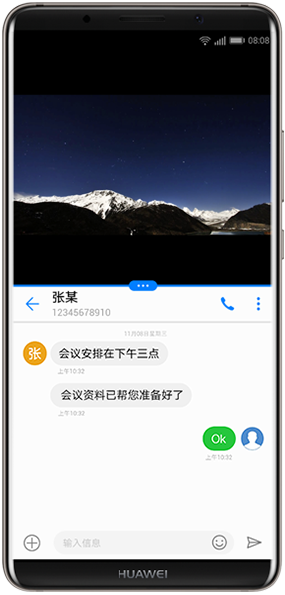 08:08
张某
12345678910
11月08日星期三
张
会议安排在下午三点
上午10:32
会议资料已帮您准备好了
上午10:32
Ok
上午10:32
输入信息
HUAWEI